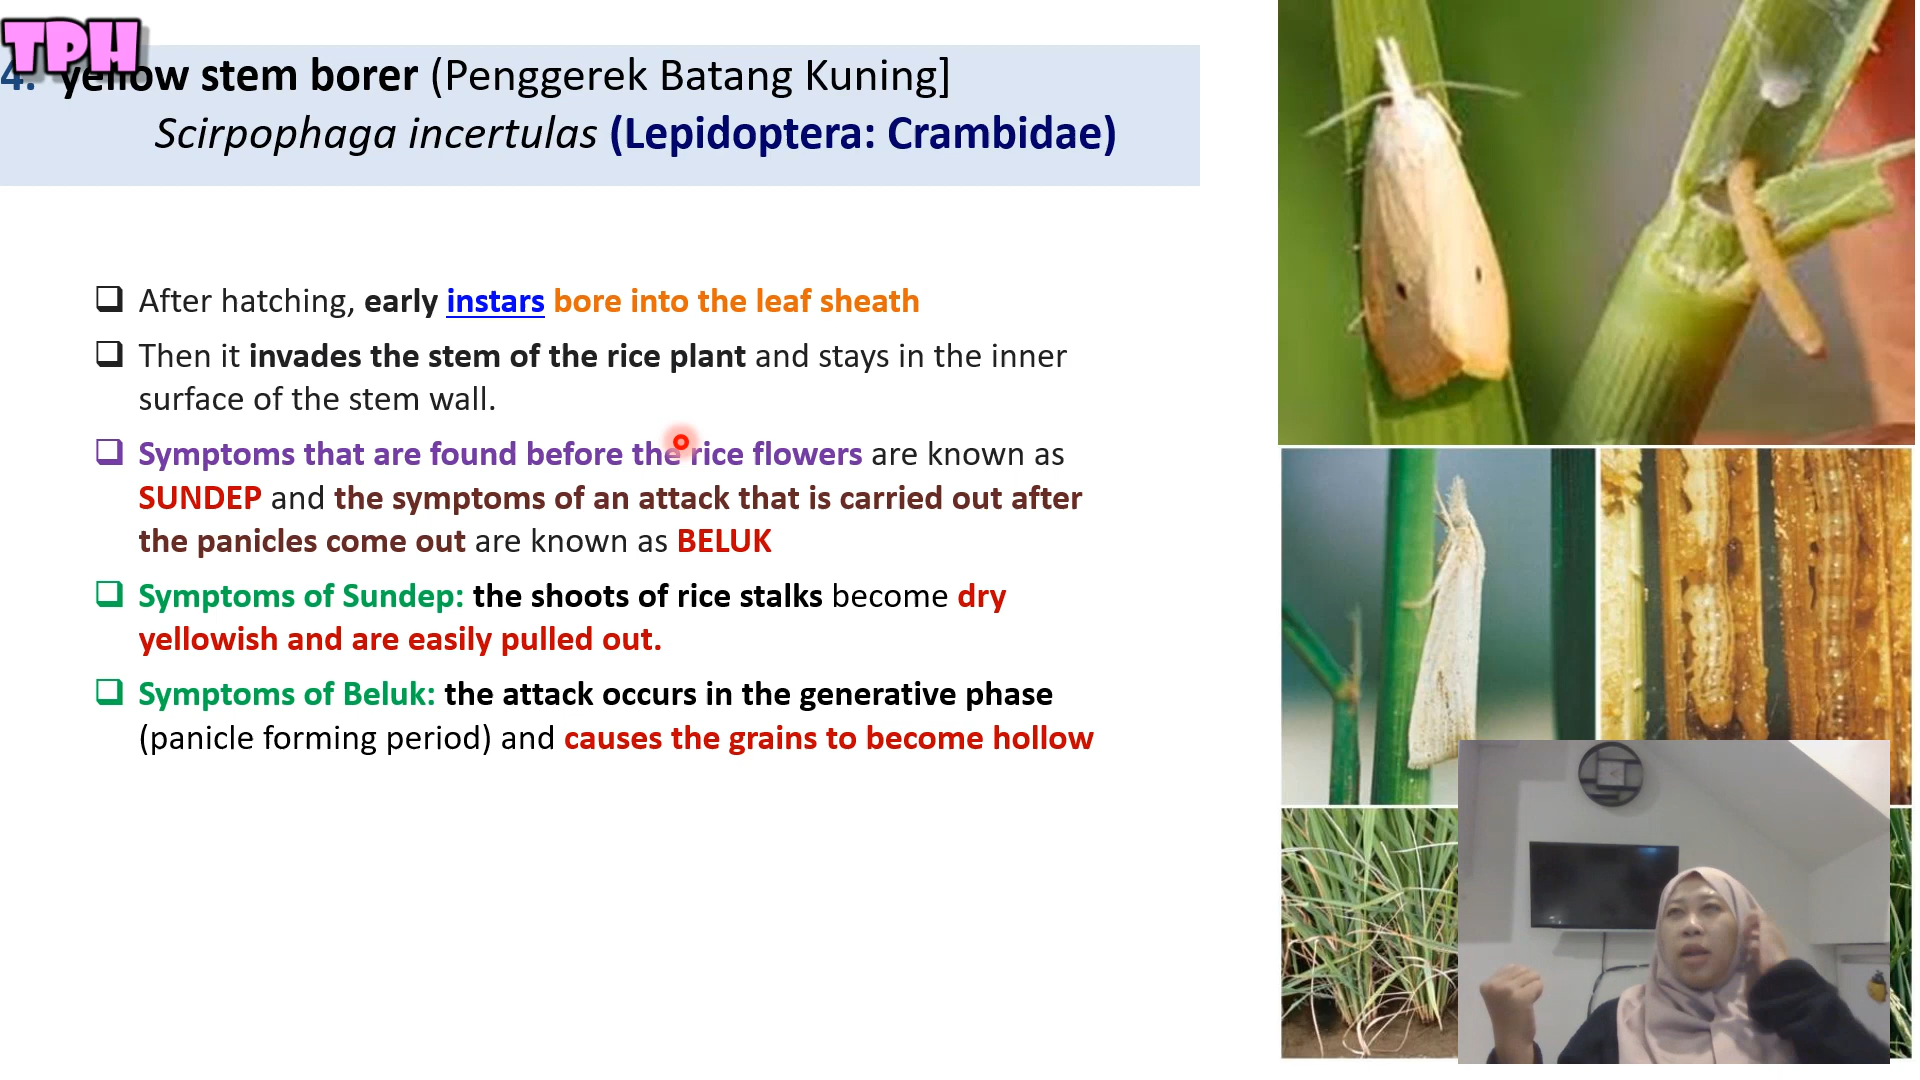 TPH
4. yellow stem borer (Penggerek Batang Kuning]
Scirpophaga incertulas (Lepidoptera: Crambidae)
After hatching, early instars bore into the leaf sheath
Then it invades the stem of the rice plant and stays in the inner
surface of the stem wall.
Symptoms that are found before the rice flowers are known as
SUNDEP and the symptoms of an attack that is carried out after
the panicles come out are known as BELUK
Symptoms of Sundep: the shoots of rice stalks become dry
yellowish and are easily pulled out.
Symptoms of Beluk: the attack occurs in the generative phase
(panicle forming period) and causes the grains to become hollow